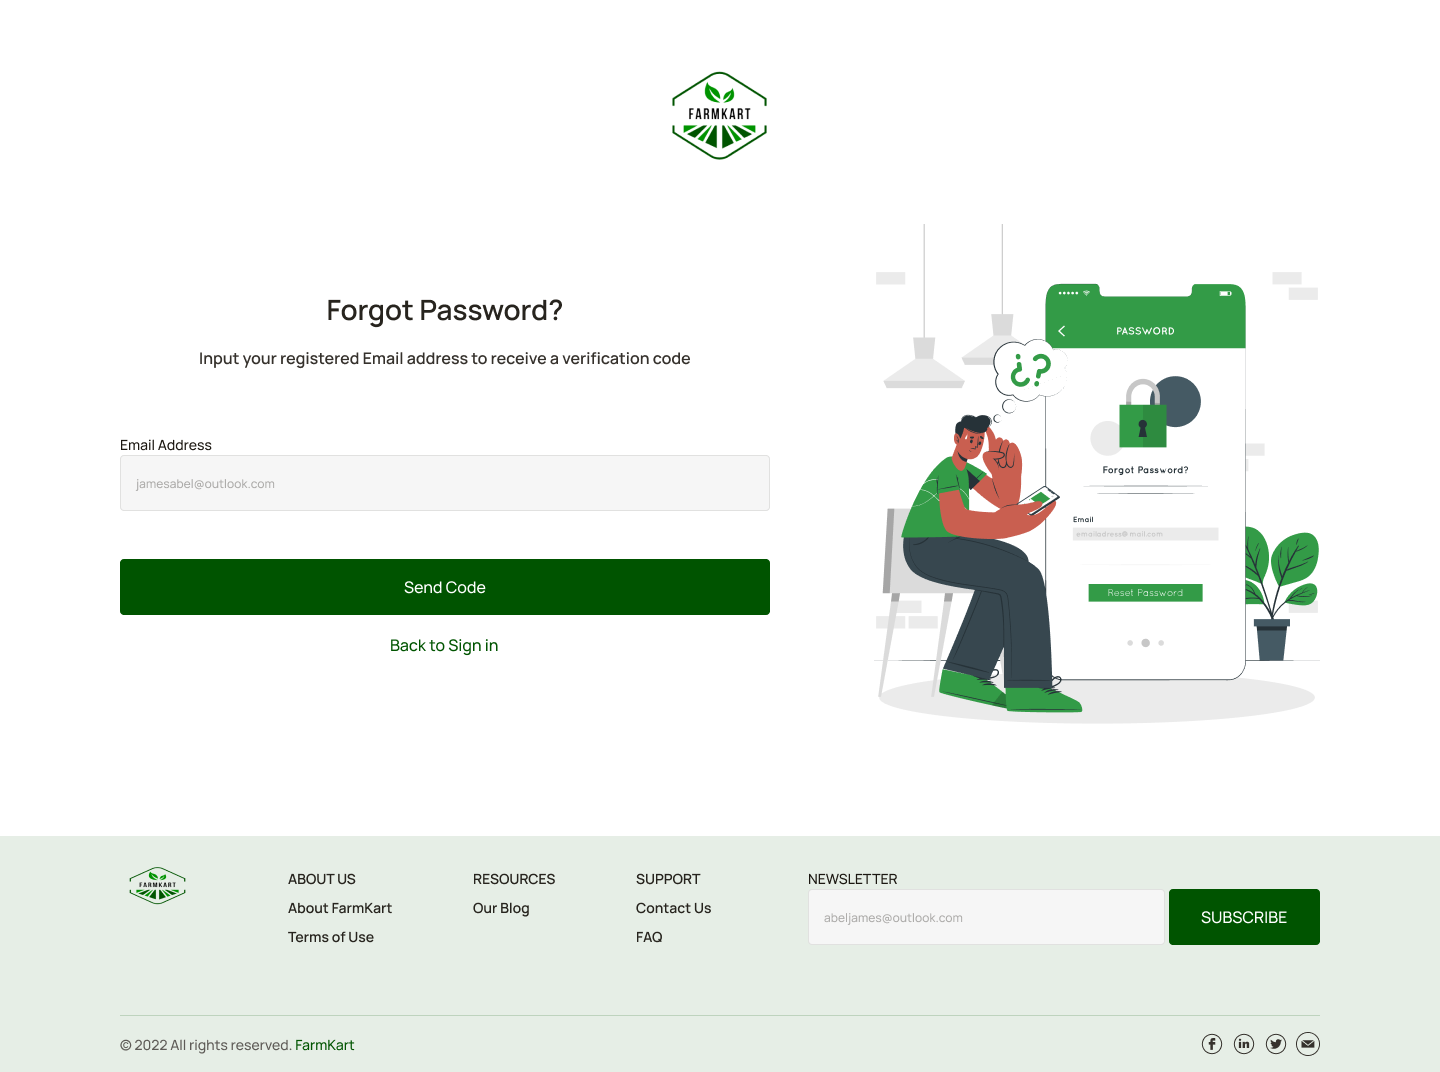 FARMKART
Forgot Password?
Input your registered Email address to receive a verification code
Email Address
jamesabel@outlook.com
Send Code
Back to Sign in
PASSWORD
¿?
Forgot Password?
Email
emailadress@mail.com
Reset Password
FARMKART
ABOUT US
About FarmKart
Terms of Use
RESOURCES
Our Blog
SUPPORT
Contact Us
FAQ
NEWSLETTER
abeljames@outlook.com
SUBSCRIBE
© 2022 All rights reserved. FarmKart